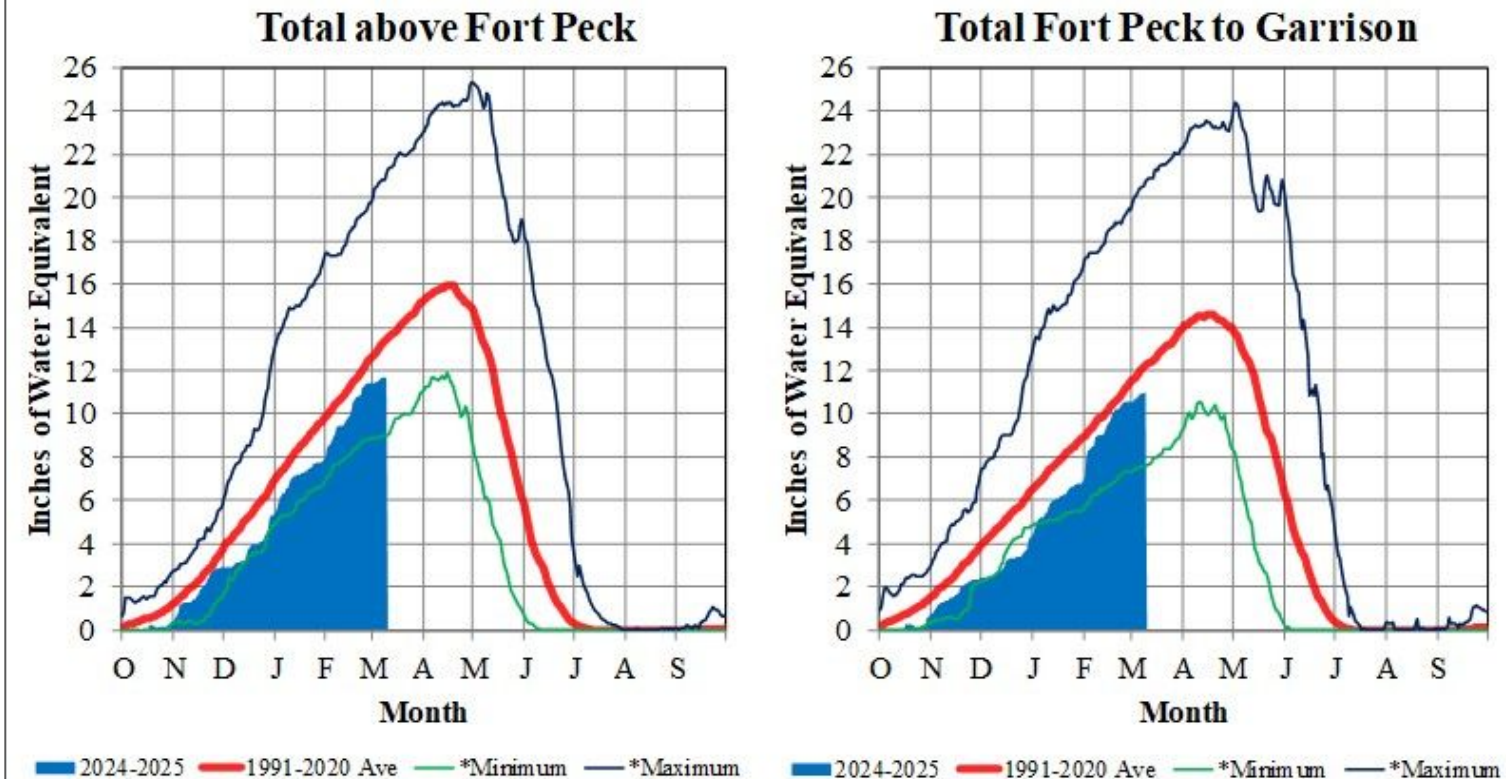 Total above Fort Peck
Inches of Water Equivalent
26
24
22
20
18
16
14
12
10
8
6
4
2
0
O N D J F M A M J J A S
Month
2024-2025 1991-2020 Ave *Minimum *Maximum
Total Fort Peck to Garrison
Inches of Water Equivalent
26
24
22
20
18
16
14
12
10
8
6
4
2
0
O N D J F M A M J J A S
Month
2024-2025 1991-2020 Ave *Minimum *Maximum